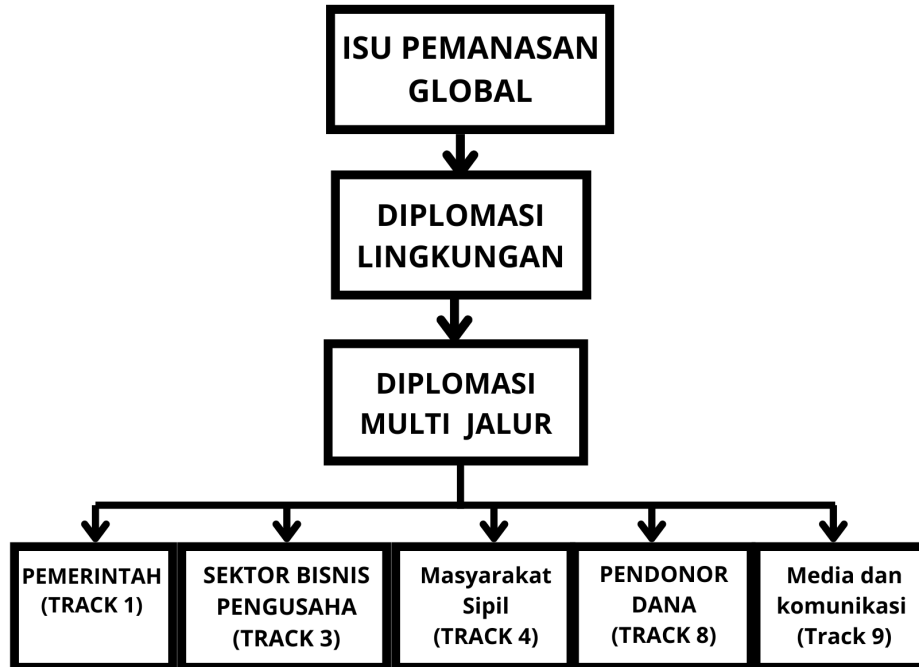 ISU PEMANASAN
GLOBAL
DIPLOMASI
LINGKUNGAN
DIPLOMASI
MULTI JALUR
PEMERINTAH
(TRACK 1)
SEKTOR BISNIS
PENGUSAHA
(TRACK 3)
Masyarakat
Sipil
(TRACK 4)
PENDONOR
DANA
(TRACK 8)
Media dan
komunikasi
(Track 9)